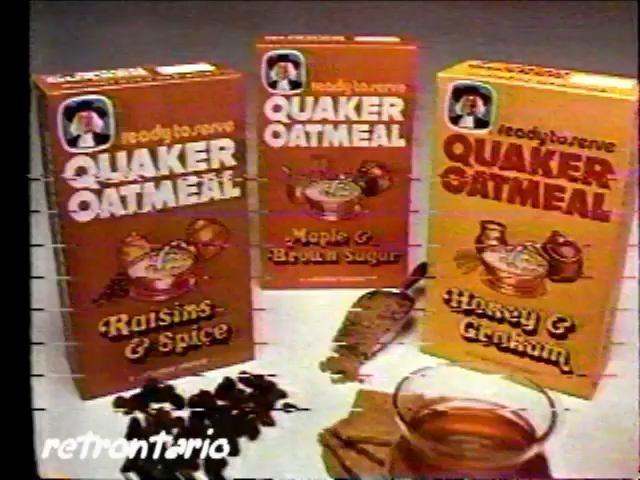 ready to serve
QUAKER
OATMEAL
Raisins
& Spice
ready to serve
QUAKER
OATMEAL
Maple &
Brown Sugar
ready to serve
QUAKER
OATMEAL
Honey &
Graham
retrontario